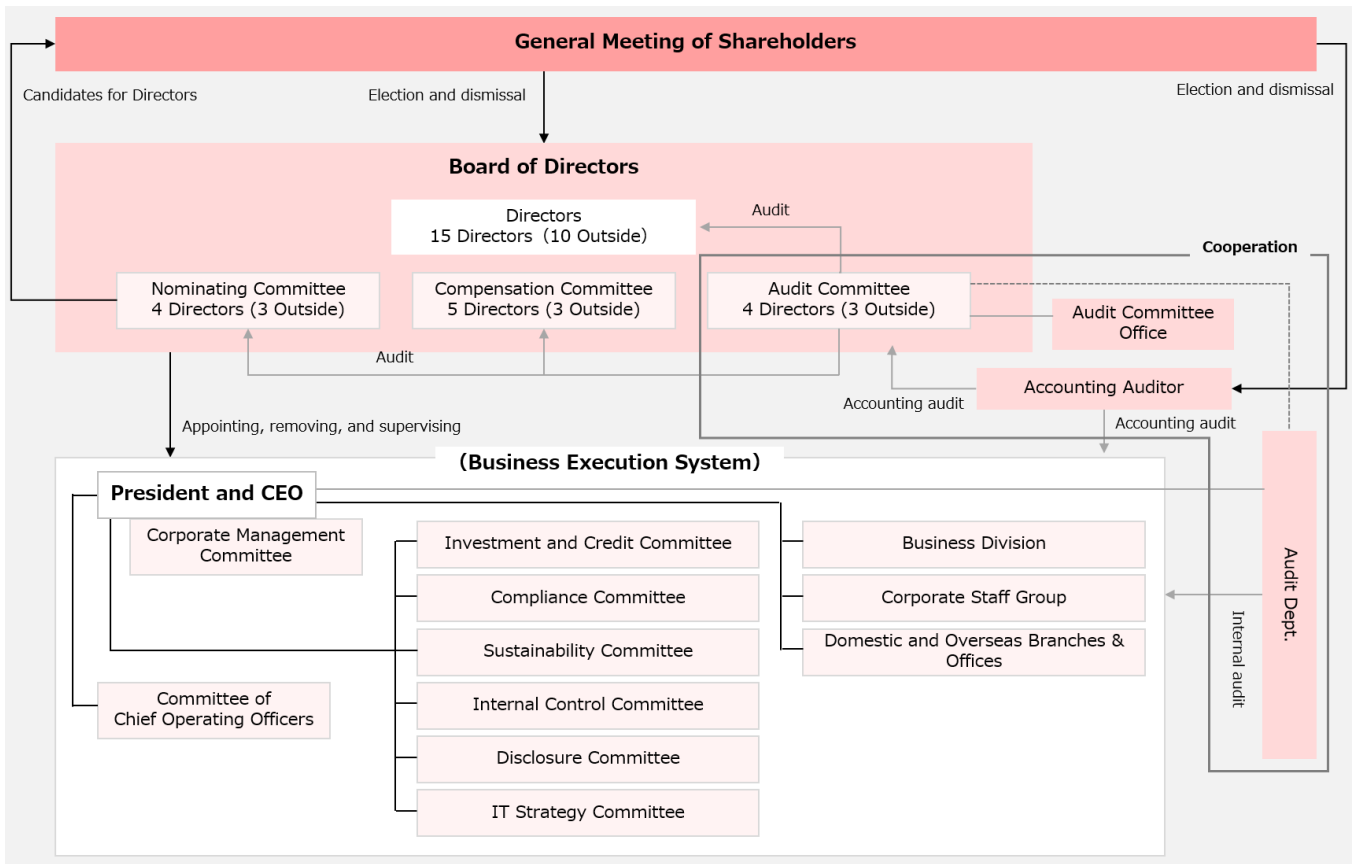 General Meeting of Shareholders
Candidates for Directors
Election and dismissal
Election and dismissal
Board of Directors
Directors
15 Directors（10 Outside）
Audit
Cooperation
Nominating Committee
4 Directors (3 Outside)
Compensation Committee
5 Directors (3 Outside)
Audit Committee
4 Directors (3 Outside)
Audit Committee
Office
Audit
Accounting Auditor
Accounting audit
Accounting audit
Appointing, removing, and supervising
（Business Execution System）
President and CEO
Corporate Management
Committee
Committee of
Chief Operating Officers
Investment and Credit Committee
Compliance Committee
Sustainability Committee
Internal Control Committee
Disclosure Committee
IT Strategy Committee
Business Division
Corporate Staff Group
Domestic and Overseas Branches &
Offices
Internal audit
Audit Dept.